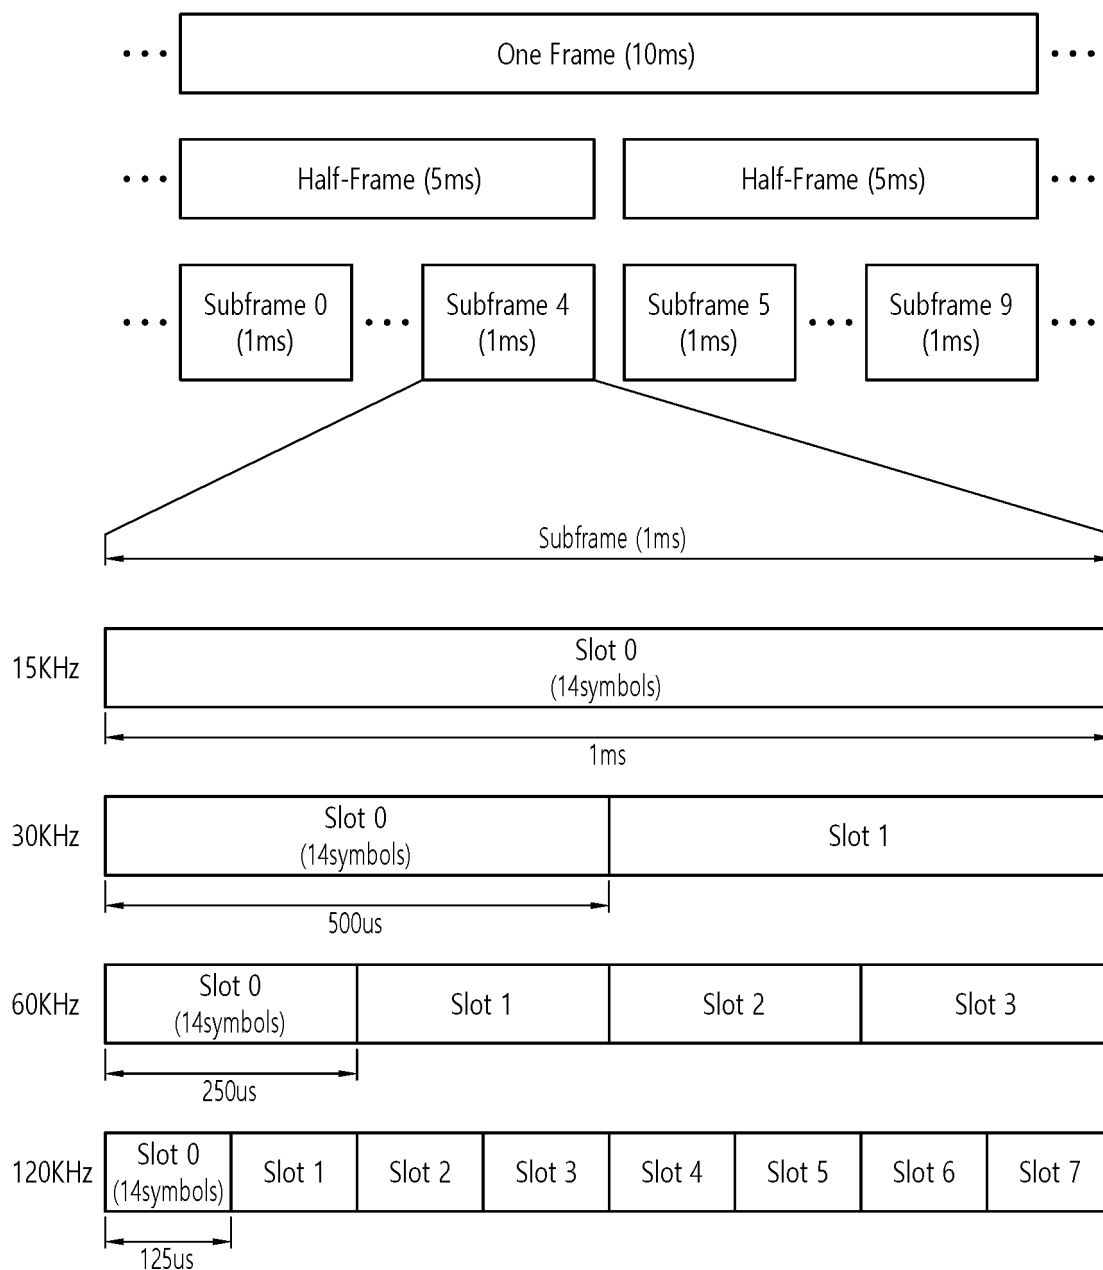 One Frame (10ms)
Half-Frame (5ms)
Half-Frame (5ms)
Subframe 0
(1ms)
Subframe 4
(1ms)
Subframe 5
(1ms)
Subframe 9
(1ms)
Subframe (1ms)
15KHz
Slot 0
(14symbols)
1ms
30KHz
Slot 0
(14symbols)
Slot 1
500us
60KHz
Slot 0
(14symbols)
Slot 1
Slot 2
Slot 3
250us
120KHz
Slot 0
(14symbols)
Slot 1
Slot 2
Slot 3
Slot 4
Slot 5
Slot 6
Slot 7
125us